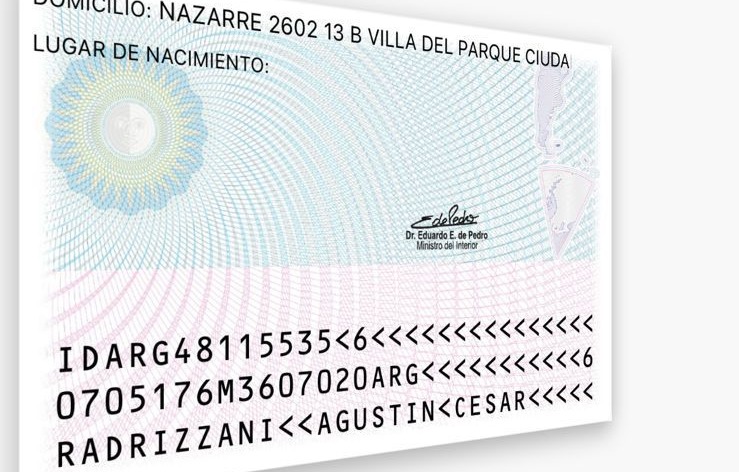 DOMICILIO: NAZARRE 2602 13 B VILLA DEL PARQUE CIUDA
LUGAR DE NACIMIENTO:
Dr. Eduardo E. de Pedro
Ministro del Interior
IDARG48115535<6<<<<<<<<<<<<<<<
0705176M3607020ARG<<<<<<<<<<<6
RADRIZZANI<<AGUSTIN<CESAR<<<<<